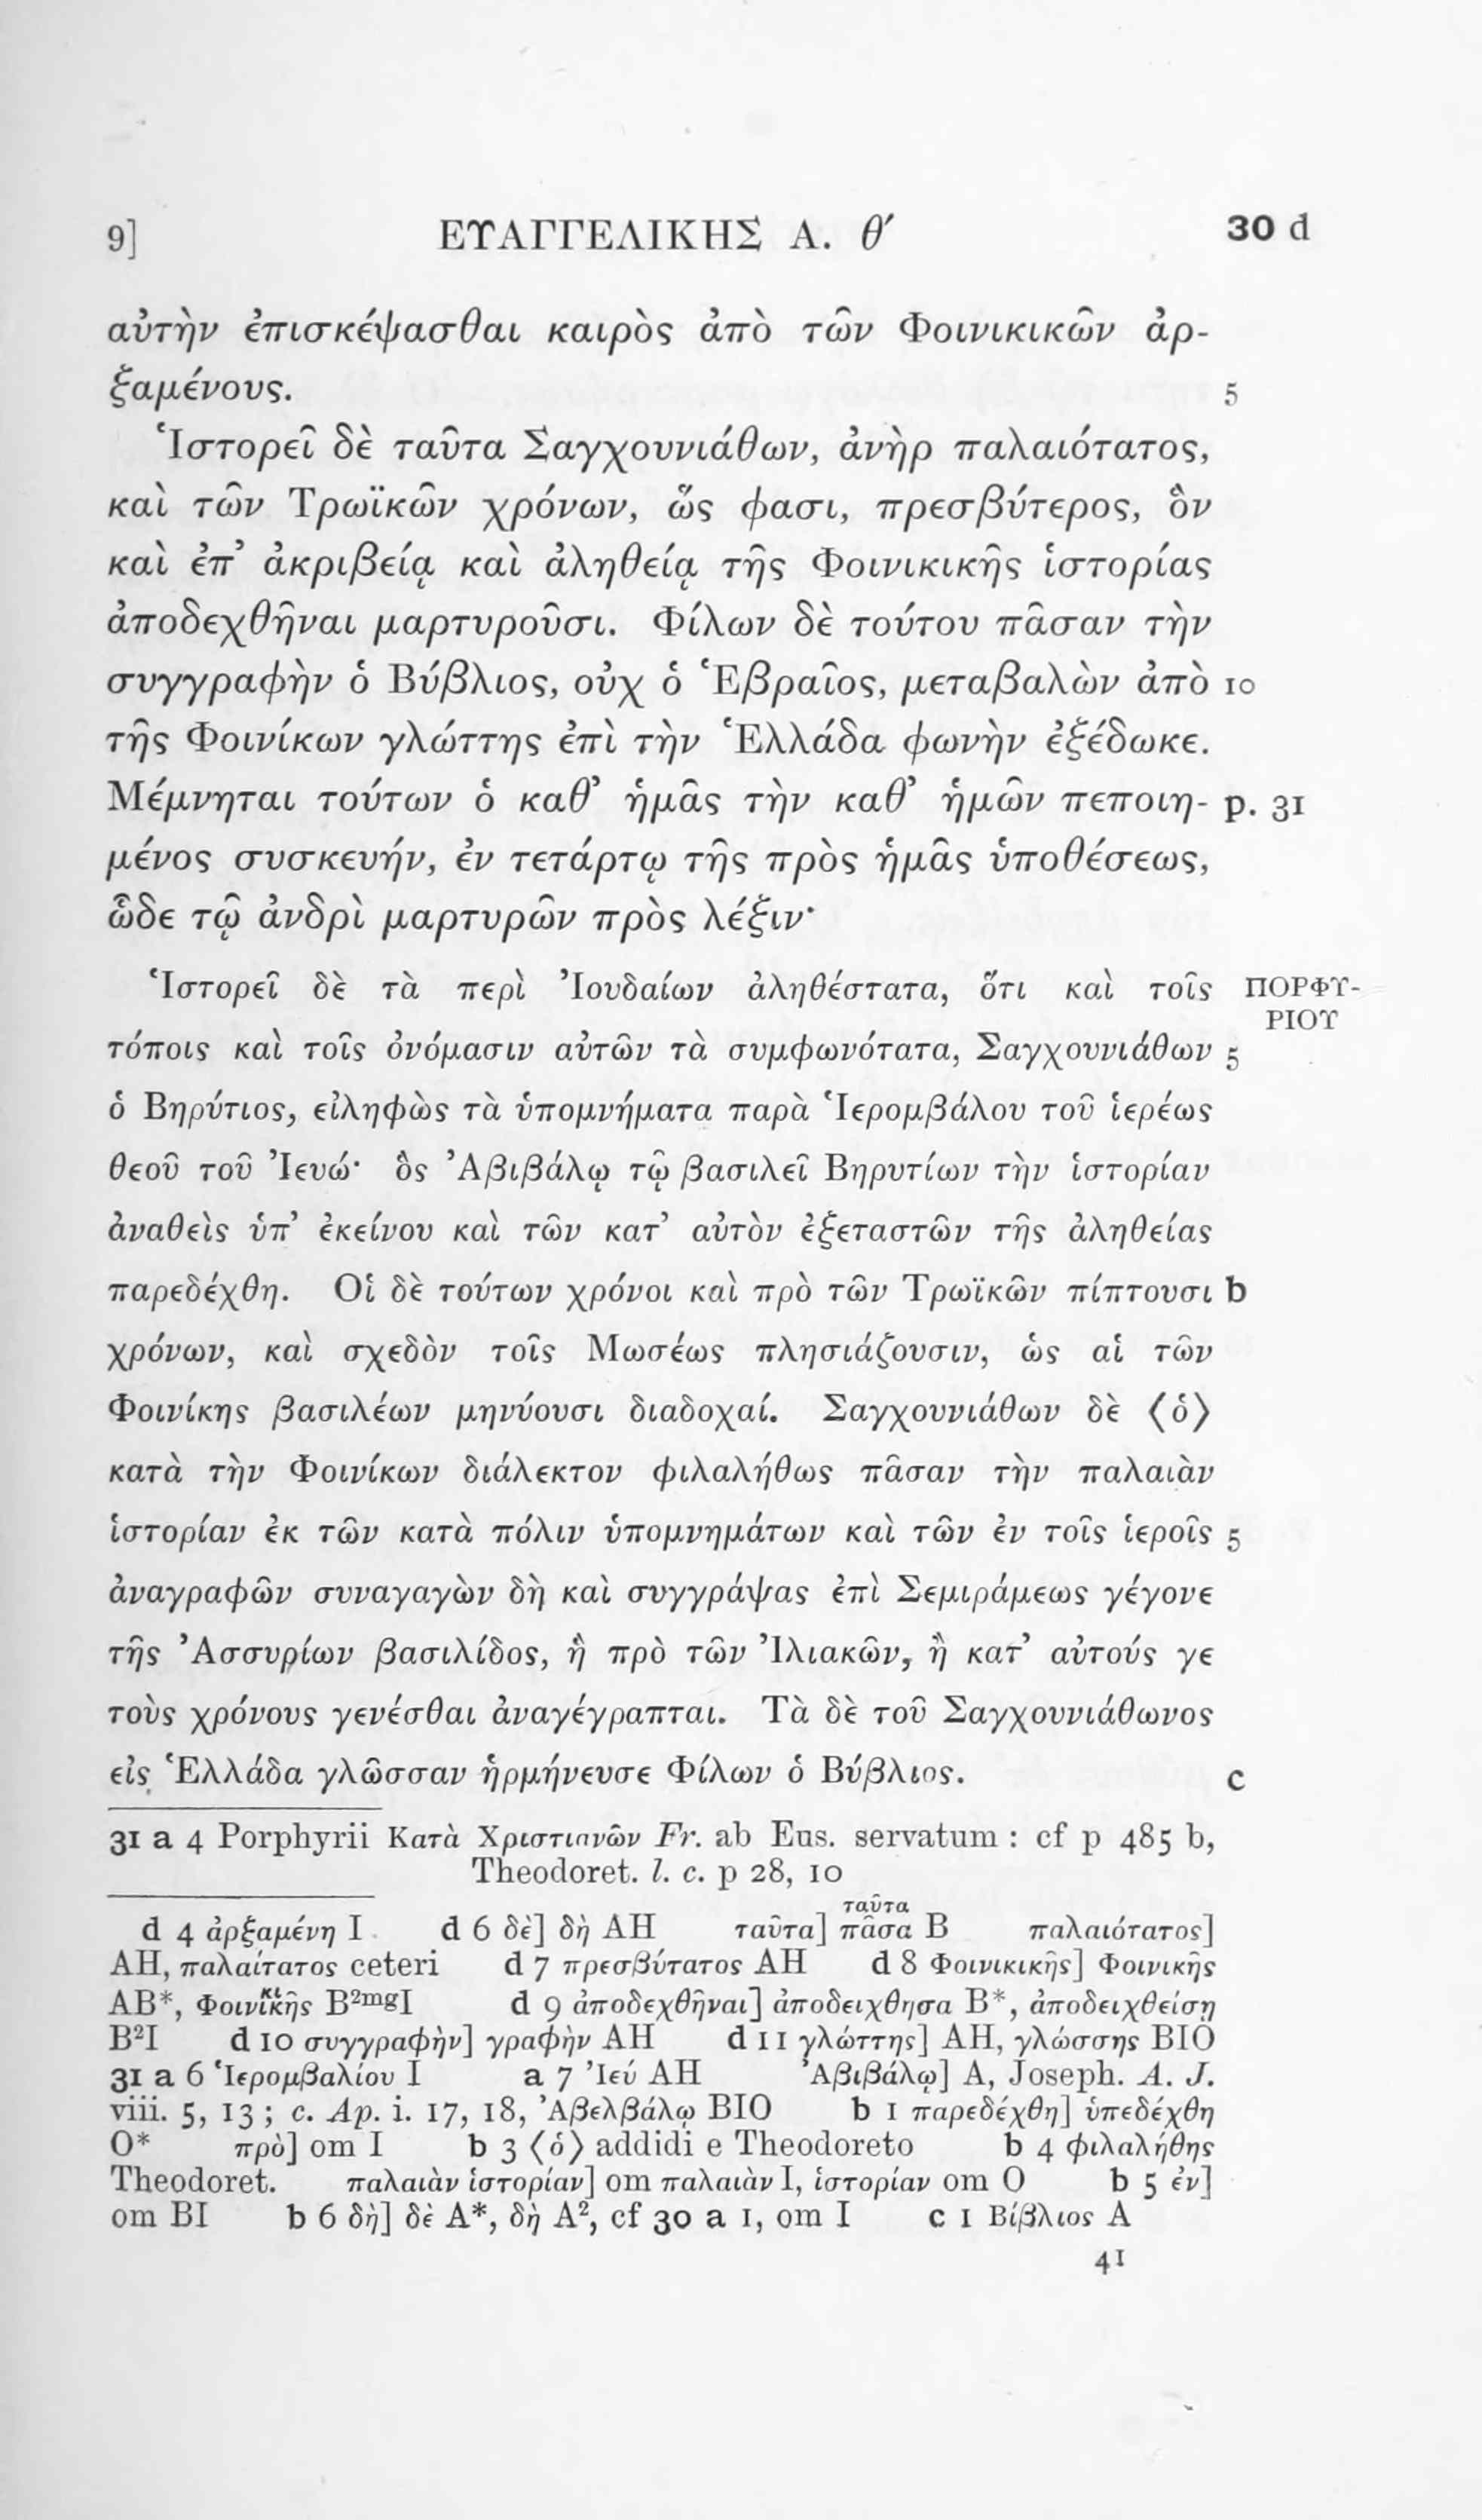 9] ΕΥΑΓΓΕΛΙΚΗΣ Α. θʹ 30 d
αὐτὴν ἐπισκέψασθαι καιρὸς ἀπὸ τῶν Φοινικικῶν ἀρ-
ξαμένους. 5
Ἱστορεῖ δὲ ταῦτα Σαγχουνιάθων, ἀνὴρ παλαιότατος,
καὶ τῶν Τρωϊκῶν χρόνων, ὥς φασι, πρεσβύτερος, ὃν
καὶ ἐπ’ ἀκριβείᾳ καὶ ἀληθείᾳ τῆς Φοινικικῆς ἱστορίας
ἀποδεχθῆναι μαρτυροῦσι. Φίλων δὲ τούτου πᾶσαν τὴν
συγγραφὴν ὁ Βύβλιος, οὐχ ὁ Ἑβραῖος, μεταβαλὼν ἀπὸ 10
τῆς Φοινίκων γλώττης ἐπὶ τὴν Ἑλλάδα φωνὴν ἐξέδωκε.
Μέμνηται τούτων ὁ καθ’ ἡμᾶς τὴν καθ’ ἡμῶν πεποιη- p. 31
μένος συσκευήν, ἐν τετάρτῳ τῆς πρὸς ἡμᾶς ὑποθέσεως,
ὧδε τῷ ἀνδρὶ μαρτυρῶν πρὸς λέξιν·
Ἱστορεῖ δὲ τὰ περὶ Ἰουδαίων ἀληθέστατα, ὅτι καὶ τοῖς ΠΟΡΦΥ-
ΡΙΟΥ
τόποις καὶ τοῖς ὀνόμασιν αὐτῶν τὰ συμφωνότατα, Σαγχουνιάθων 5
ὁ Βηρύτιος, εἰληφὼς τὰ ὑπομνήματα παρὰ Ἱερομβάλου τοῦ ἱερέως
θεοῦ τοῦ Ἰευώ· ὃς Ἀβιβάλῳ τῷ βασιλεῖ Βηρυτίων τὴν ἱστορίαν
ἀναθεὶς ὑπ’ ἐκείνου καὶ τῶν κατ’ αὐτὸν ἐξεταστῶν τῆς ἀληθείας
παρεδέχθη. Οἱ δὲ τούτων χρόνοι καὶ πρὸ τῶν Τρωϊκῶν πίπτουσι b
χρόνων, καὶ σχεδὸν τοῖς Μωσέως πλησιάζουσιν, ὡς αἱ τῶν
Φοινίκης βασιλέων μηνύουσι διαδοχαί. Σαγχουνιάθων δὲ ⟨ὁ⟩
κατὰ τὴν Φοινίκων διάλεκτον φιλαλήθως πᾶσαν τὴν παλαιὰν
ἱστορίαν ἐκ τῶν κατὰ πόλιν ὑπομνημάτων καὶ τῶν ἐν τοῖς ἱεροῖς 5
ἀναγραφῶν συναγαγὼν δὴ καὶ συγγράψας ἐπὶ Σεμιράμεως γέγονε
τῆς Ἀσσυρίων βασιλίδος, ἣ πρὸ τῶν Ἰλιακῶν, ἢ κατ’ αὐτούς γε
τοὺς χρόνους γενέσθαι ἀναγέγραπται. Τὰ δὲ τοῦ Σαγχουνιάθωνος
εἰς Ἑλλάδα γλῶσσαν ἡρμήνευσε Φίλων ὁ Βύβλιος. c
31 a 4 Porphyrii Κατὰ Χριστιανῶν Fr. ab Eus. servatum : cf p 485 b,
Theodoret. l. c. p 28, 10
ταῦτα
d 4 ἀρξαμένη I d 6 δὲ] δὴ AH ταῦτα] πᾶσα B παλαιότατος]
AH, παλαίτατος ceteri d 7 πρεσβύτατος AH d 8 Φοινικικῆς] Φοινικῆς
AB*, Φοινικικῆς B²ᵐᵍI d 9 ἀποδεχθῆναι] ἀποδειχθησα B*, ἀποδειχθείσῃ
B²I d 10 συγγραφὴν] γραφὴν AH d 11 γλώττης] AH, γλώσσης BIO
31 a 6 Ἱερομβαλίου I a 7 Ἰεύ AH Ἀβιβάλῳ] A, Joseph. A. J.
viii. 5, 13 ; c. Ap. i. 17, 18, Ἀβελβάλῳ BIO b 1 παρεδέχθη] ὑπεδέχθη
O* πρὸ] om I b 3 ⟨ὁ⟩ addidi e Theodoreto b 4 φιλαλήθης
Theodoret. παλαιὰν ἱστορίαν] om παλαιὰν I, ἱστορίαν om O b 5 ἐν]
om BI b 6 δὴ] δὲ A*, δὴ A², cf 30 a 1, om I c 1 Βίβλιος A
41